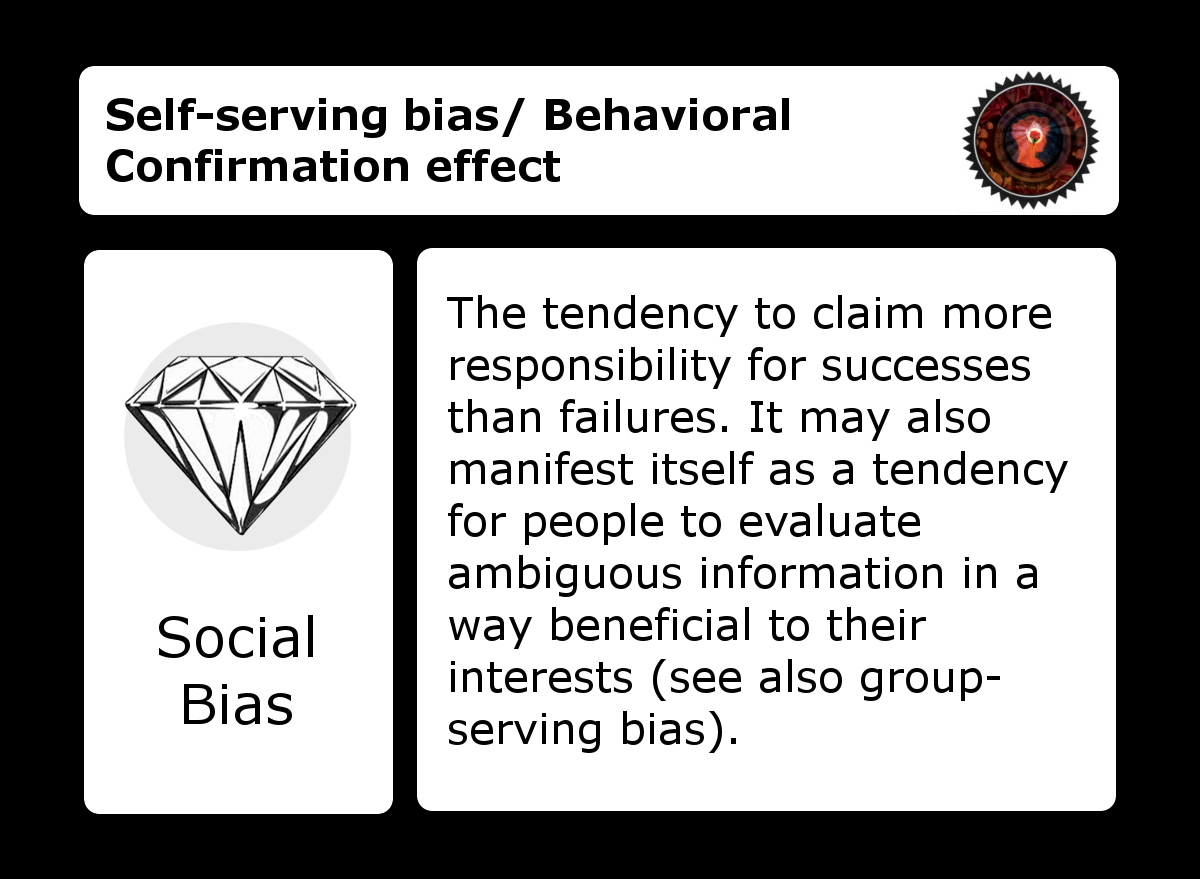 Self-serving bias/ Behavioral
Confirmation effect
Social
Bias
The tendency to claim more
responsibility for successes
than failures. It may also
manifest itself as a tendency
for people to evaluate
ambiguous information in a
way beneficial to their
interests (see also group-
serving bias).